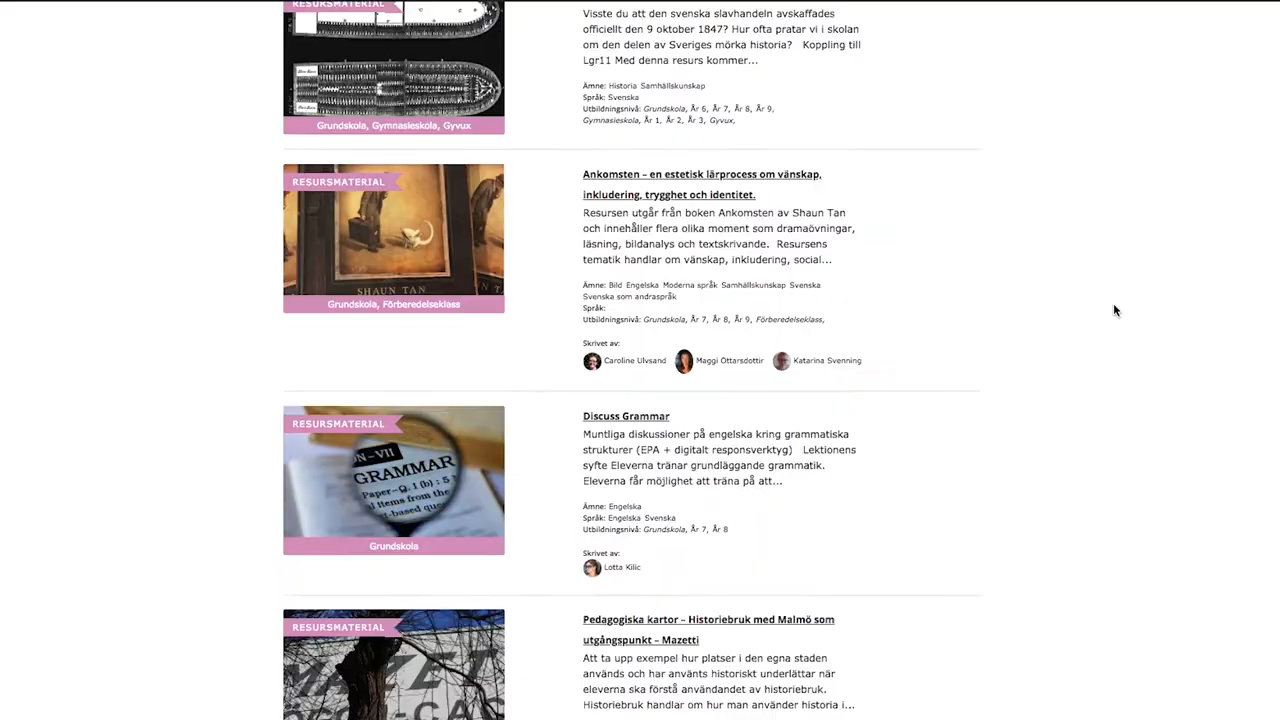 RESURSMATERIAL
Grundskola, Gymnasieskola, Gyvux
Visste du att den svenska slavhandeln avskaffades
officiellt den 9 oktober 1847? Hur ofta pratar vi i skolan
om den delen av Sveriges mörka historia? Koppling till
Lgr11 Med denna resurs kommer...
Ämne: Historia Samhällskunskap
Språk: Svenska
Utbildningsnivå: Grundskola, År 6, År 7, År 8, År 9,
Gymnasieskola, År 1, År 2, År 3, Gyvux,
RESURSMATERIAL
SHAUN TAN
Grundskola, Förberedelseklass
Ankomsten – en estetisk lärprocess om vänskap,
inkludering, trygghet och identitet.
Resursen utgår från boken Ankomsten av Shaun Tan
och innehåller flera olika moment som dramaövningar,
läsning, bildanalys och textskrivande. Resursens
tematik handlar om vänskap, inkludering, social...
Ämne: Bild Engelska Moderna språk Samhällskunskap Svenska
Svenska som andraspråk
Språk:
Utbildningsnivå: Grundskola, År 7, År 8, År 9, Förberedelseklass,
Skrivet av:
Caroline Ulvsand Maggi Ottarsdottir Katarina Svenning
RESURSMATERIAL
ON-VII
GRAMMAR
Paper-Q. 1 (b) : 5
l items from the
t-based que
Grundskola
Discuss Grammar
Muntliga diskussioner på engelska kring grammatiska
strukturer (EPA + digitalt responsverktyg) Lektionens
syfte Eleverna tränar grundläggande grammatik.
Eleverna får möjlighet att träna på att...
Ämne: Engelska
Språk: Engelska Svenska
Utbildningsnivå: Grundskola, År 7, År 8
Skrivet av:
Lotta Kilic
RESURSMATERIAL
Pedagogiska kartor – Historiebruk med Malmö som
utgångspunkt – Mazetti
Att ta upp exempel hur platser i den egna staden
används och har använts historiskt underlättar när
eleverna ska förstå användandet av historiebruk.
Historiebruk handlar om hur man använder historia i...